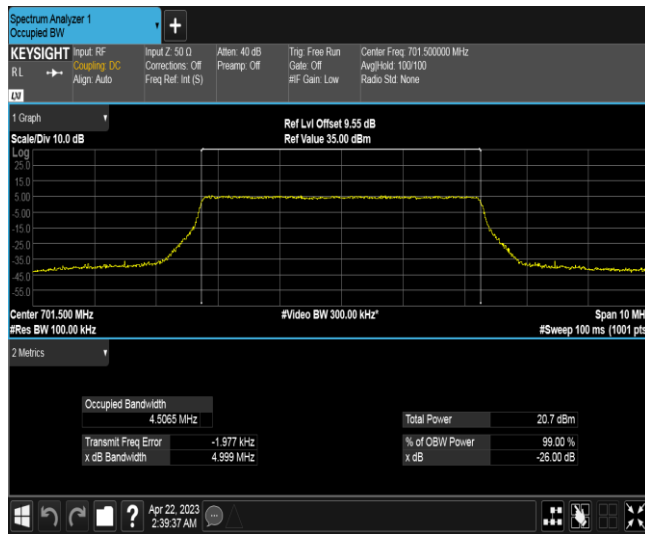 Spectrum Analyzer 1
Occupied BW
+
KEYSIGHT
RL
LXI
Input: RF
Coupling: DC
Align: Auto
Input Z: 50 Ω
Corrections: Off
Freq Ref: Int (S)
Atten: 40 dB
Preamp: Off
Trig: Free Run
Gate: Off
#IF Gain: Low
Center Freq: 701.500000 MHz
Avg|Hold: 100/100
Radio Std: None
1 Graph
Scale/Div 10.0 dB
Ref Lvl Offset 9.55 dB
Ref Value 35.00 dBm
Log
25.0
15.0
5.00
-5.00
-15.0
-25.0
-35.0
-45.0
-55.0
Center 701.500 MHz
#Res BW 100.00 kHz
#Video BW 300.00 kHz*
Span 10 MH
#Sweep 100 ms (1001 pts
2 Metrics
Occupied Bandwidth
4.5065 MHz
Transmit Freq Error -1.977 kHz
x dB Bandwidth 4.999 MHz
Total Power 20.7 dBm
% of OBW Power 99.00 %
x dB -26.00 dB
?
Apr 22, 2023
2:39:37 AM